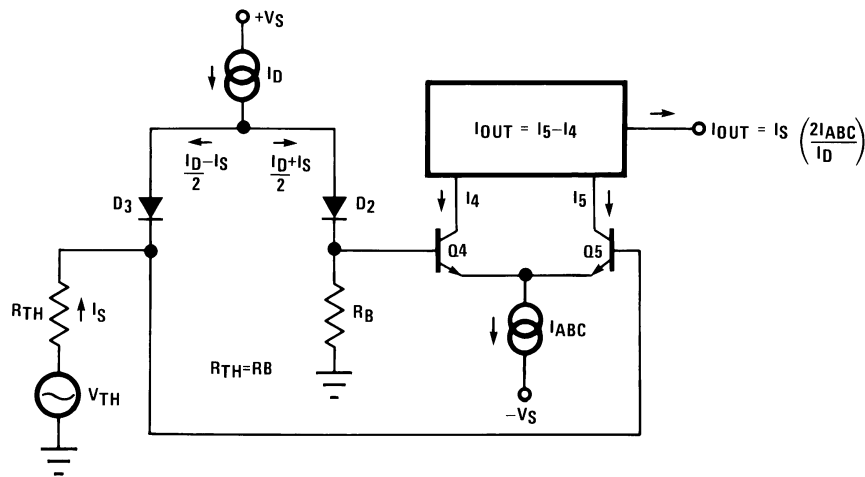 +VS
ID
ID/2 –IS
ID/2 +IS
D3
D2
IOUT = I5–I4
IOUT = IS (2IABC/ID)
I4
I5
Q4
Q5
RTH
IS
RB
IABC
RTH=RB
VTH
–VS